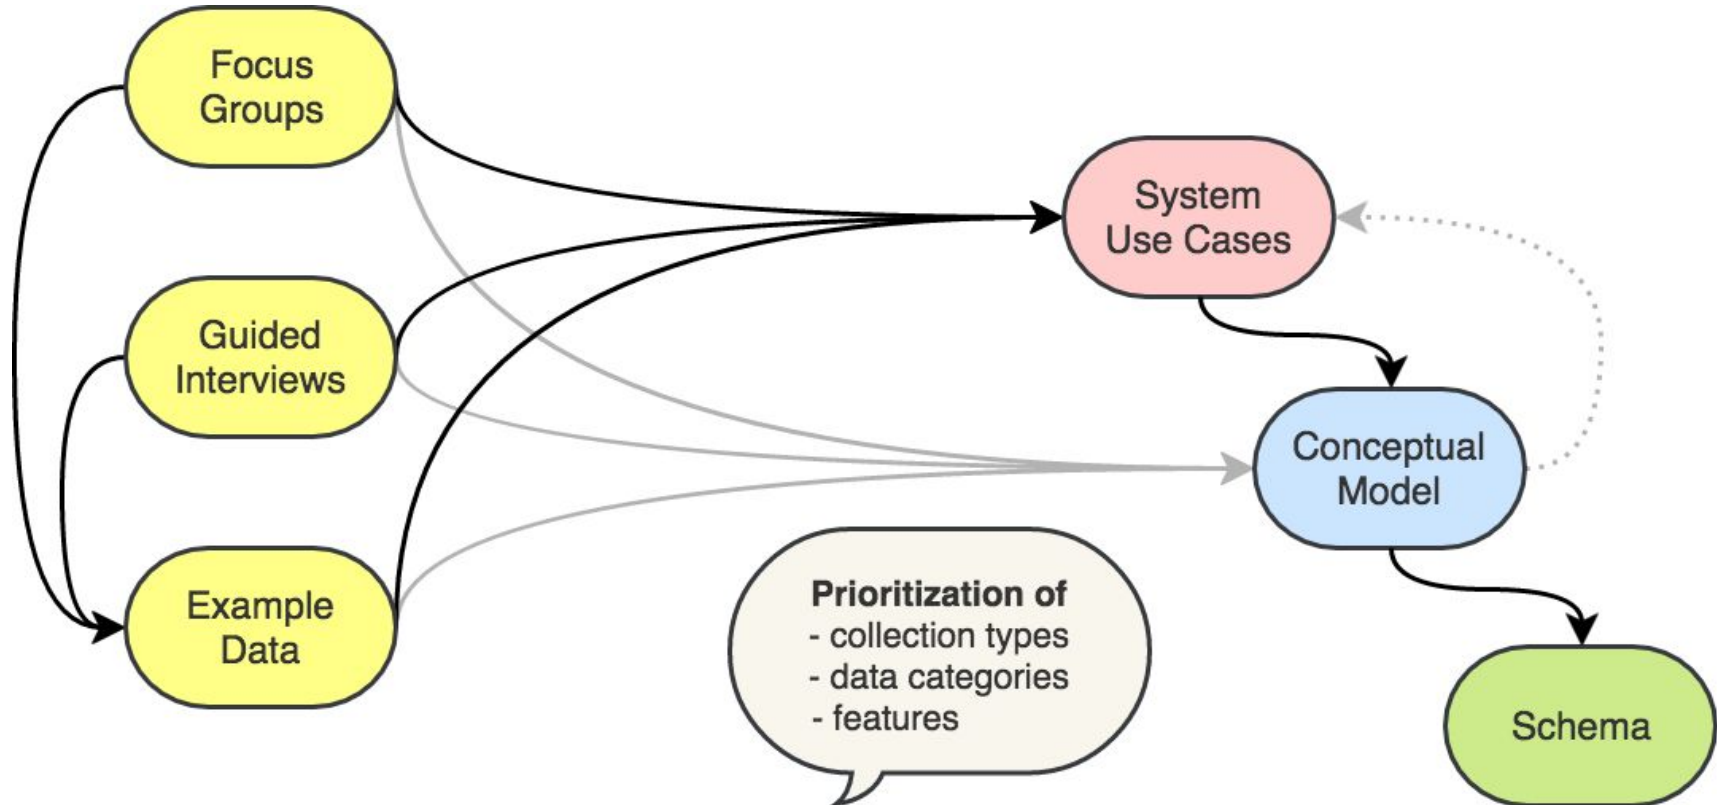 Focus
Groups
System
Use Cases
Guided
Interviews
Conceptual
Model
Example
Data
Prioritization of
- collection types
- data categories
- features
Schema